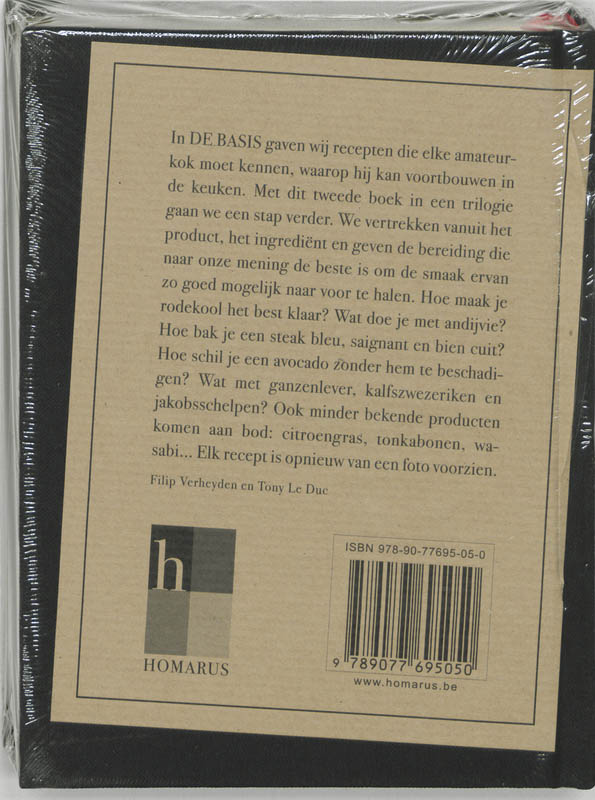 In DE BASIS gaven wij recepten die elke amateur-
kok moet kennen, waarop hij kan voortbouwen in
de keuken. Met dit tweede boek in een trilogie
gaan we een stap verder. We vertrekken vanuit het
product, het ingrediënt en geven de bereiding die
naar onze mening de beste is om de smaak ervan
zo goed mogelijk naar voor te halen. Hoe maak je
rodekool het best klaar? Wat doe je met andijvie?
Hoe bak je een steak bleu, saignant en bien cuit?
Hoe schil je een avocado zonder hem te beschadi-
gen? Wat met ganzenlever, kalfszwezeriken en
jakobsschelpen? Ook minder bekende producten
komen aan bod: citroengras, tonkabonen, wa-
sabi... Elk recept is opnieuw van een foto voorzien.
Filip Verheyden en Tony Le Duc
h
HOMARUS
ISBN 978-90-77695-05-0
9 789077 695050
www.homarus.be